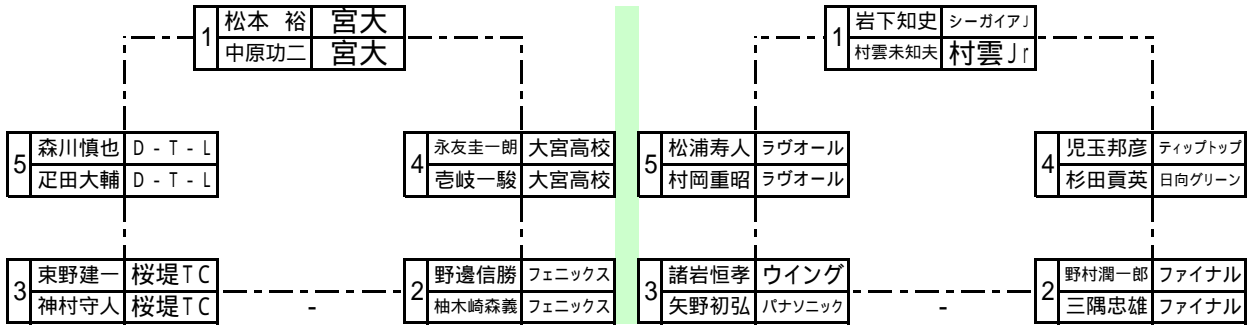 1 松本 裕 宮大
中原功二 宮大
1 岩下知史 シーガイアJ
村雲未知夫 村雲Jr
5 森川慎也 D-T-L
疋田大輔 D-T-L
4 永友圭一朗 大宮高校
壱岐一駿 大宮高校
5 松浦寿人 ラヴオール
村岡重昭 ラヴオール
4 児玉邦彦 ティップトップ
杉田貢英 日向グリーン
3 東野建一 桜堤TC
神村守人 桜堤TC
-
2 野邊信勝 フェニックス
柚木崎森義 フェニックス
3 諸岩恒孝 ウイング
矢野初弘 パナソニック
-
2 野村潤一郎 ファイナル
三隅忠雄 ファイナル